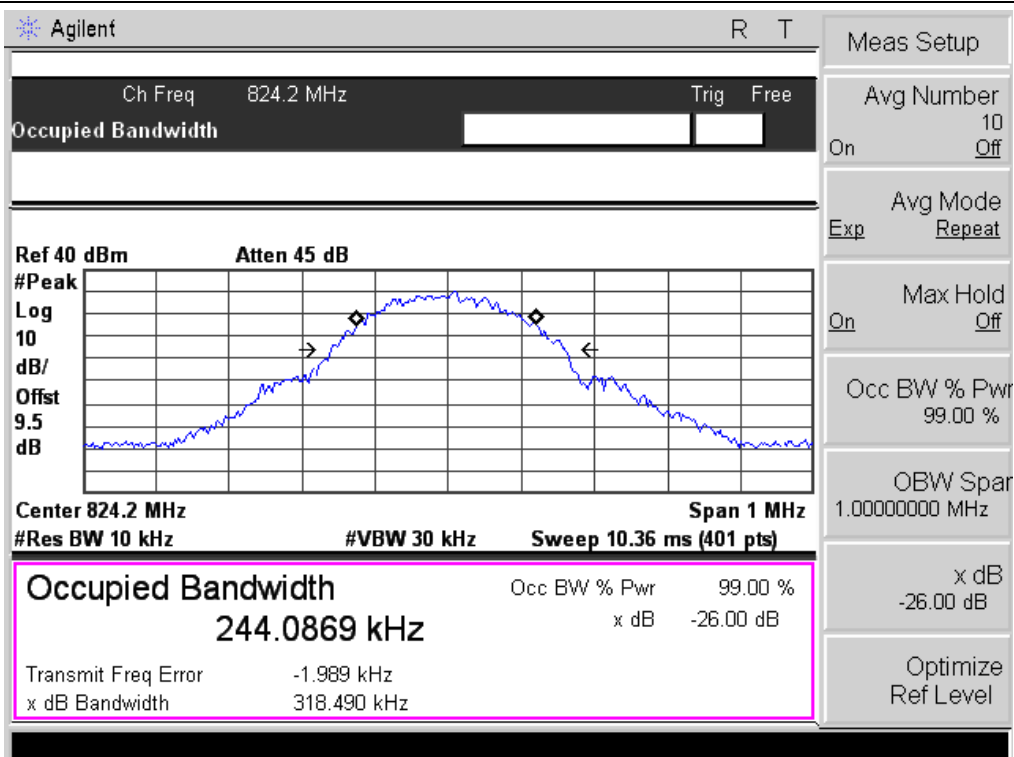 Agilent R T
Ch Freq 824.2 MHz Trig Free
Occupied Bandwidth
Ref 40 dBm Atten 45 dB
#Peak
Log
10
dB/
Offst
9.5
dB
Center 824.2 MHz Span 1 MHz
#Res BW 10 kHz #VBW 30 kHz Sweep 10.36 ms (401 pts)
Occupied Bandwidth Occ BW % Pwr 99.00 %
244.0869 kHz x dB -26.00 dB
Transmit Freq Error -1.989 kHz
x dB Bandwidth 318.490 kHz
Meas Setup
Avg Number
10
On Off
Avg Mode
Exp Repeat
Max Hold
On Off
Occ BW % Pwr
99.00 %
OBW Span
1.00000000 MHz
x dB
-26.00 dB
Optimize
Ref Level